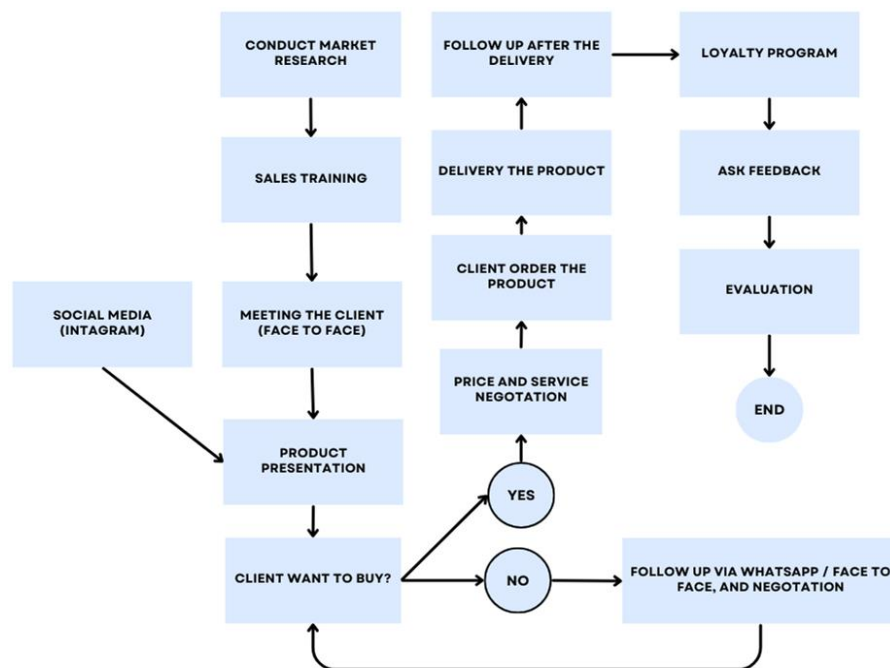 CONDUCT MARKET
RESEARCH
SALES TRAINING
SOCIAL MEDIA
(INTAGRAM)
MEETING THE CLIENT
(FACE TO FACE)
PRODUCT
PRESENTATION
CLIENT WANT TO BUY?
YES
NO
FOLLOW UP VIA WHATSAPP / FACE TO
FACE, AND NEGOTATION
PRICE AND SERVICE
NEGOTATION
CLIENT ORDER THE
PRODUCT
DELIVERY THE PRODUCT
FOLLOW UP AFTER THE
DELIVERY
LOYALTY PROGRAM
ASK FEEDBACK
EVALUATION
END